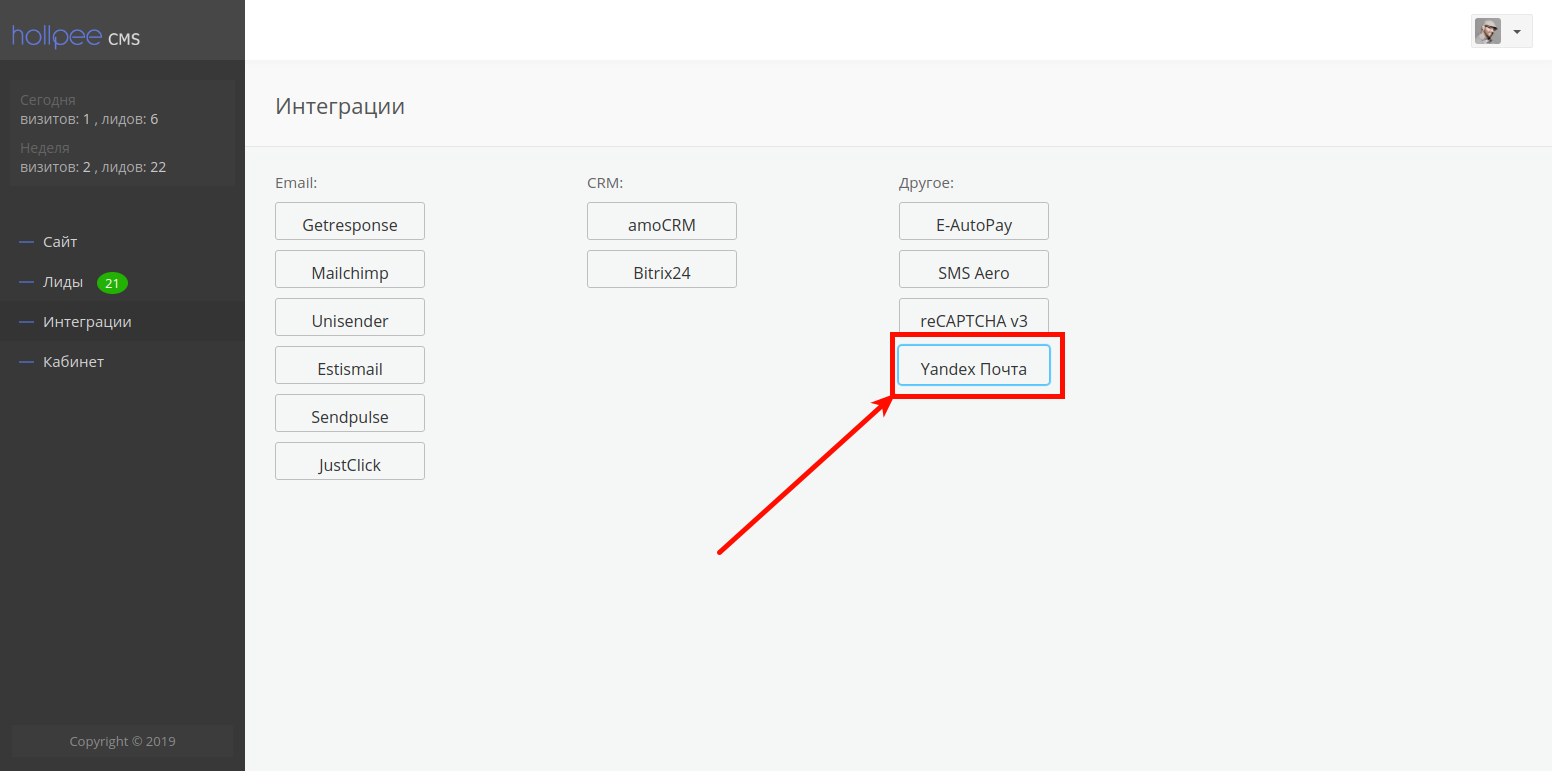 hollpee CMS
Сегодня
визитов: 1 , лидов: 6
Неделя
визитов: 2 , лидов: 22
Сайт
Лиды 21
Интеграции
Кабинет
Copyright © 2019
Интеграции
Email:
Getresponse
Mailchimp
Unisender
Estismail
Sendpulse
JustClick
CRM:
amoCRM
Bitrix24
Другое:
E-AutoPay
SMS Aero
reCAPTCHA v3
Yandex Почта